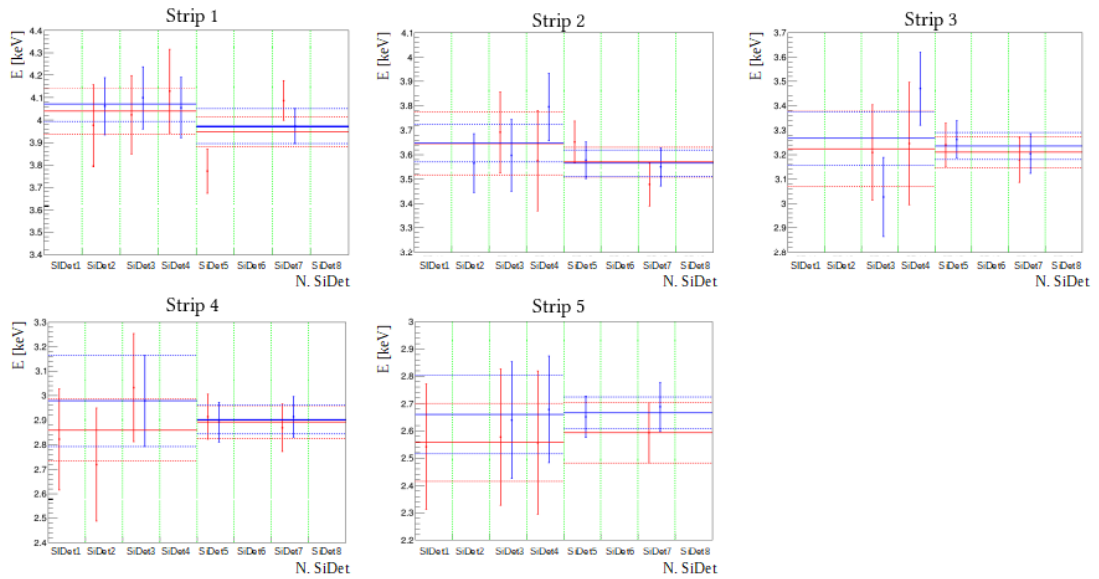 Strip 1
E [keV]
4.4
4.3
4.2
4.1
4
3.9
3.8
3.7
3.6
3.5
3.4
SiDet1 SiDet2 SiDet3 SiDet4 SiDet5 SiDet6 SiDet7 SiDet8
N. SiDet
Strip 2
E [keV]
4.1
4
3.9
3.8
3.7
3.6
3.5
3.4
3.3
3.2
SiDet1 SiDet2 SiDet3 SiDet4 SiDet5 SiDet6 SiDet7 SiDet8
N. SiDet
Strip 3
E [keV]
3.7
3.6
3.5
3.4
3.3
3.2
3.1
3
2.9
2.8
SiDet1 SiDet2 SiDet3 SiDet4 SiDet5 SiDet6 SiDet7 SiDet8
N. SiDet
Strip 4
E [keV]
3.3
3.2
3.1
3
2.9
2.8
2.7
2.6
2.5
2.4
SiDet1 SiDet2 SiDet3 SiDet4 SiDet5 SiDet6 SiDet7 SiDet8
N. SiDet
Strip 5
E [keV]
3
2.9
2.8
2.7
2.6
2.5
2.4
2.3
2.2
SiDet1 SiDet2 SiDet3 SiDet4 SiDet5 SiDet6 SiDet7 SiDet8
N. SiDet